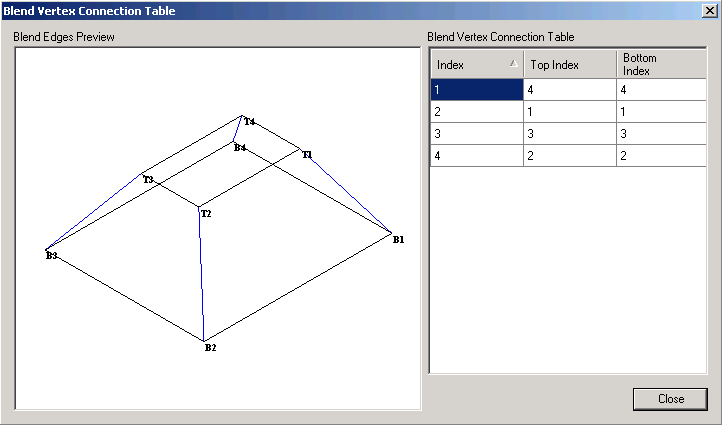 Blend Vertex Connection Table
Blend Edges Preview
T4
B4
T1
T3
T2
B1
B3
B2
Blend Vertex Connection Table
Index Top Index Bottom Index
1 4 4
2 1 1
3 3 3
4 2 2
Close